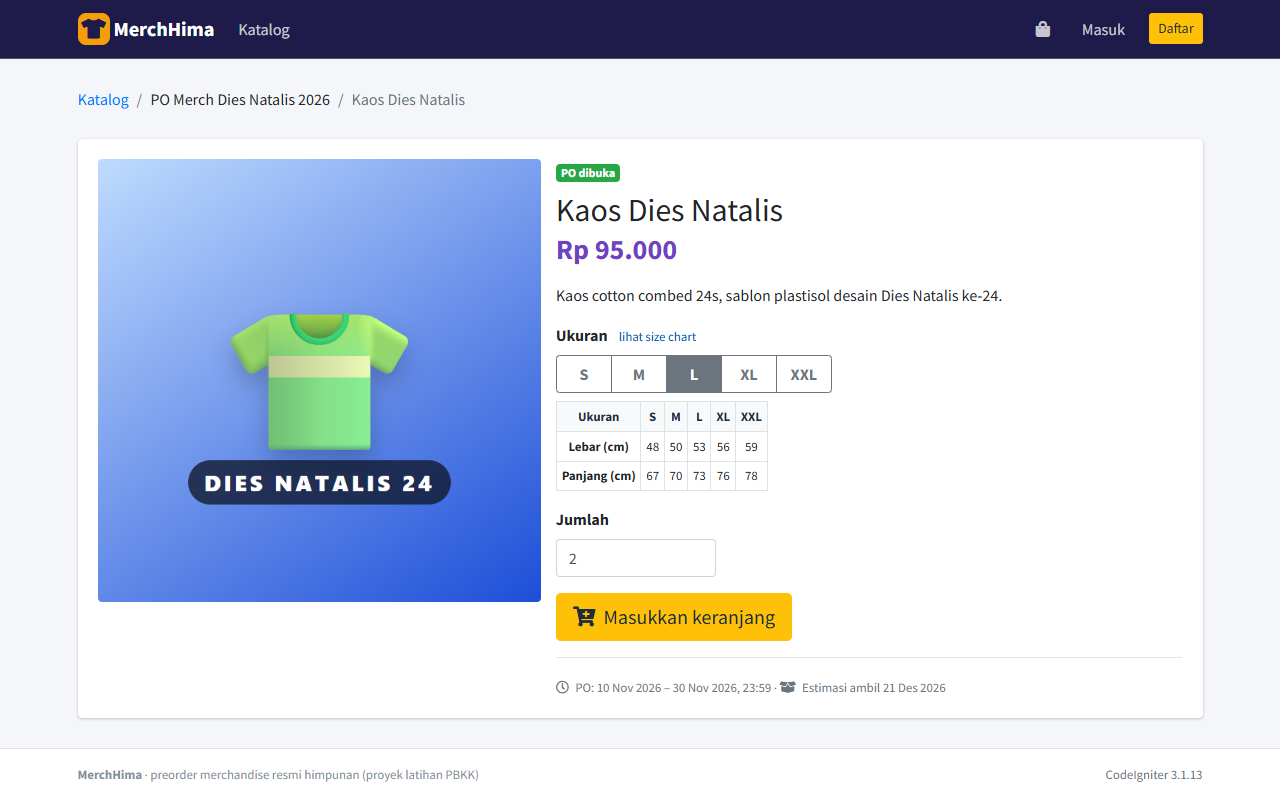 MerchHima Katalog Masuk Daftar
Katalog / PO Merch Dies Natalis 2026 / Kaos Dies Natalis
DIES NATALIS 24
PO dibuka
Kaos Dies Natalis
Rp 95.000
Kaos cotton combed 24s, sablon plastisol desain Dies Natalis ke-24.
Ukuran lihat size chart
S M L XL XXL
Ukuran S M L XL XXL
Lebar (cm) 48 50 53 56 59
Panjang (cm) 67 70 73 76 78
Jumlah
2
Masukkan keranjang
PO: 10 Nov 2026 – 30 Nov 2026, 23:59 · Estimasi ambil 21 Des 2026
MerchHima · preorder merchandise resmi himpunan (proyek latihan PBKK) CodeIgniter 3.1.13